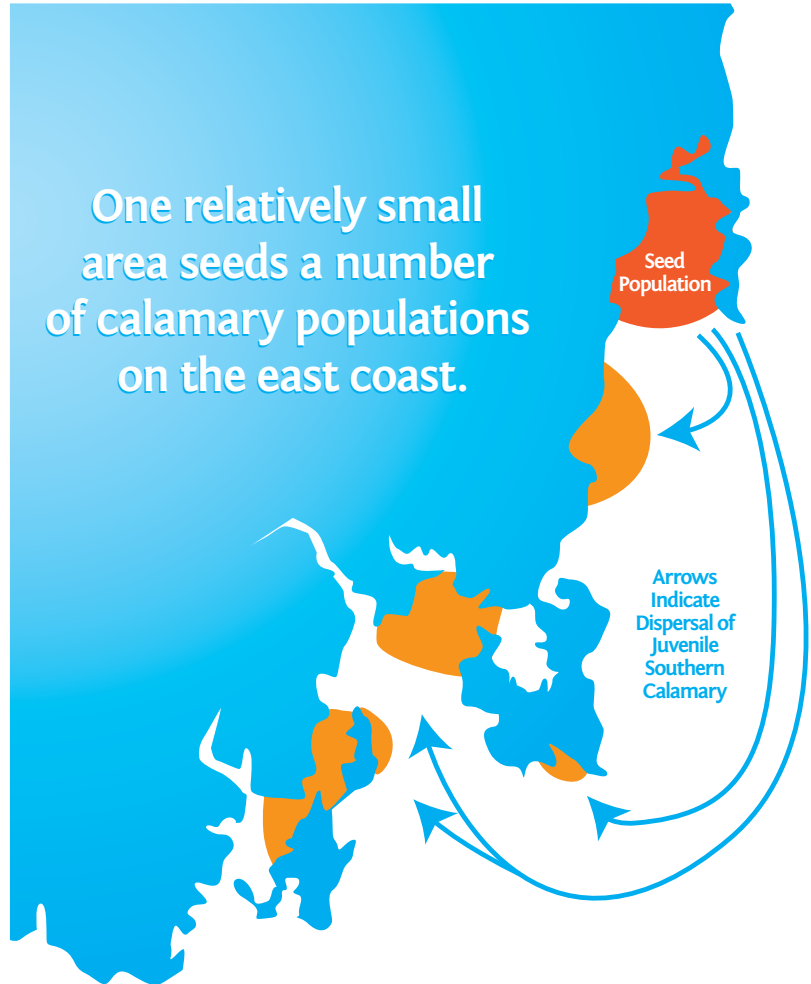 One relatively small
area seeds a number
of calamary populations
on the east coast.
Seed
Population
Arrows
Indicate
Dispersal of
Juvenile
Southern
Calamary